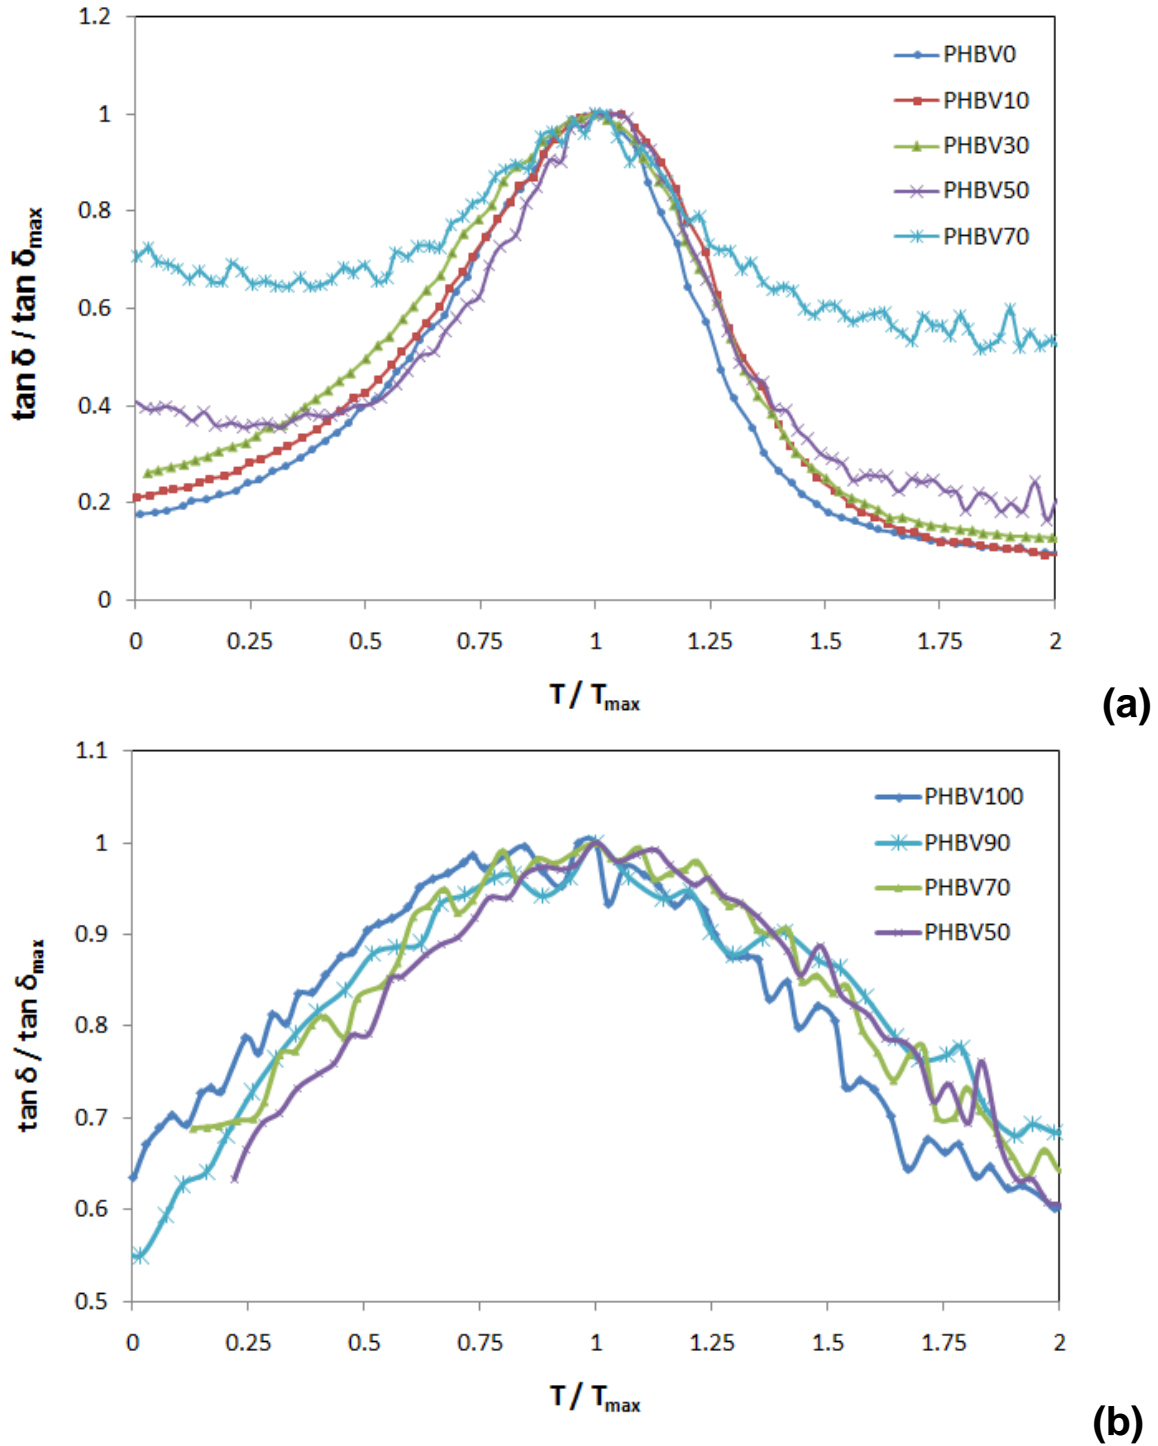 1.2
1
0.8
0.6
0.4
0.2
0
tan δ / tan δmax
PHBV0
PHBV10
PHBV30
PHBV50
PHBV70
0 0.25 0.5 0.75 1 1.25 1.5 1.75 2
T / Tmax
(a)
1.1
1
0.9
0.8
0.7
0.6
0.5
tan δ / tan δmax
PHBV100
PHBV90
PHBV70
PHBV50
0 0.25 0.5 0.75 1 1.25 1.5 1.75 2
T / Tmax
(b)